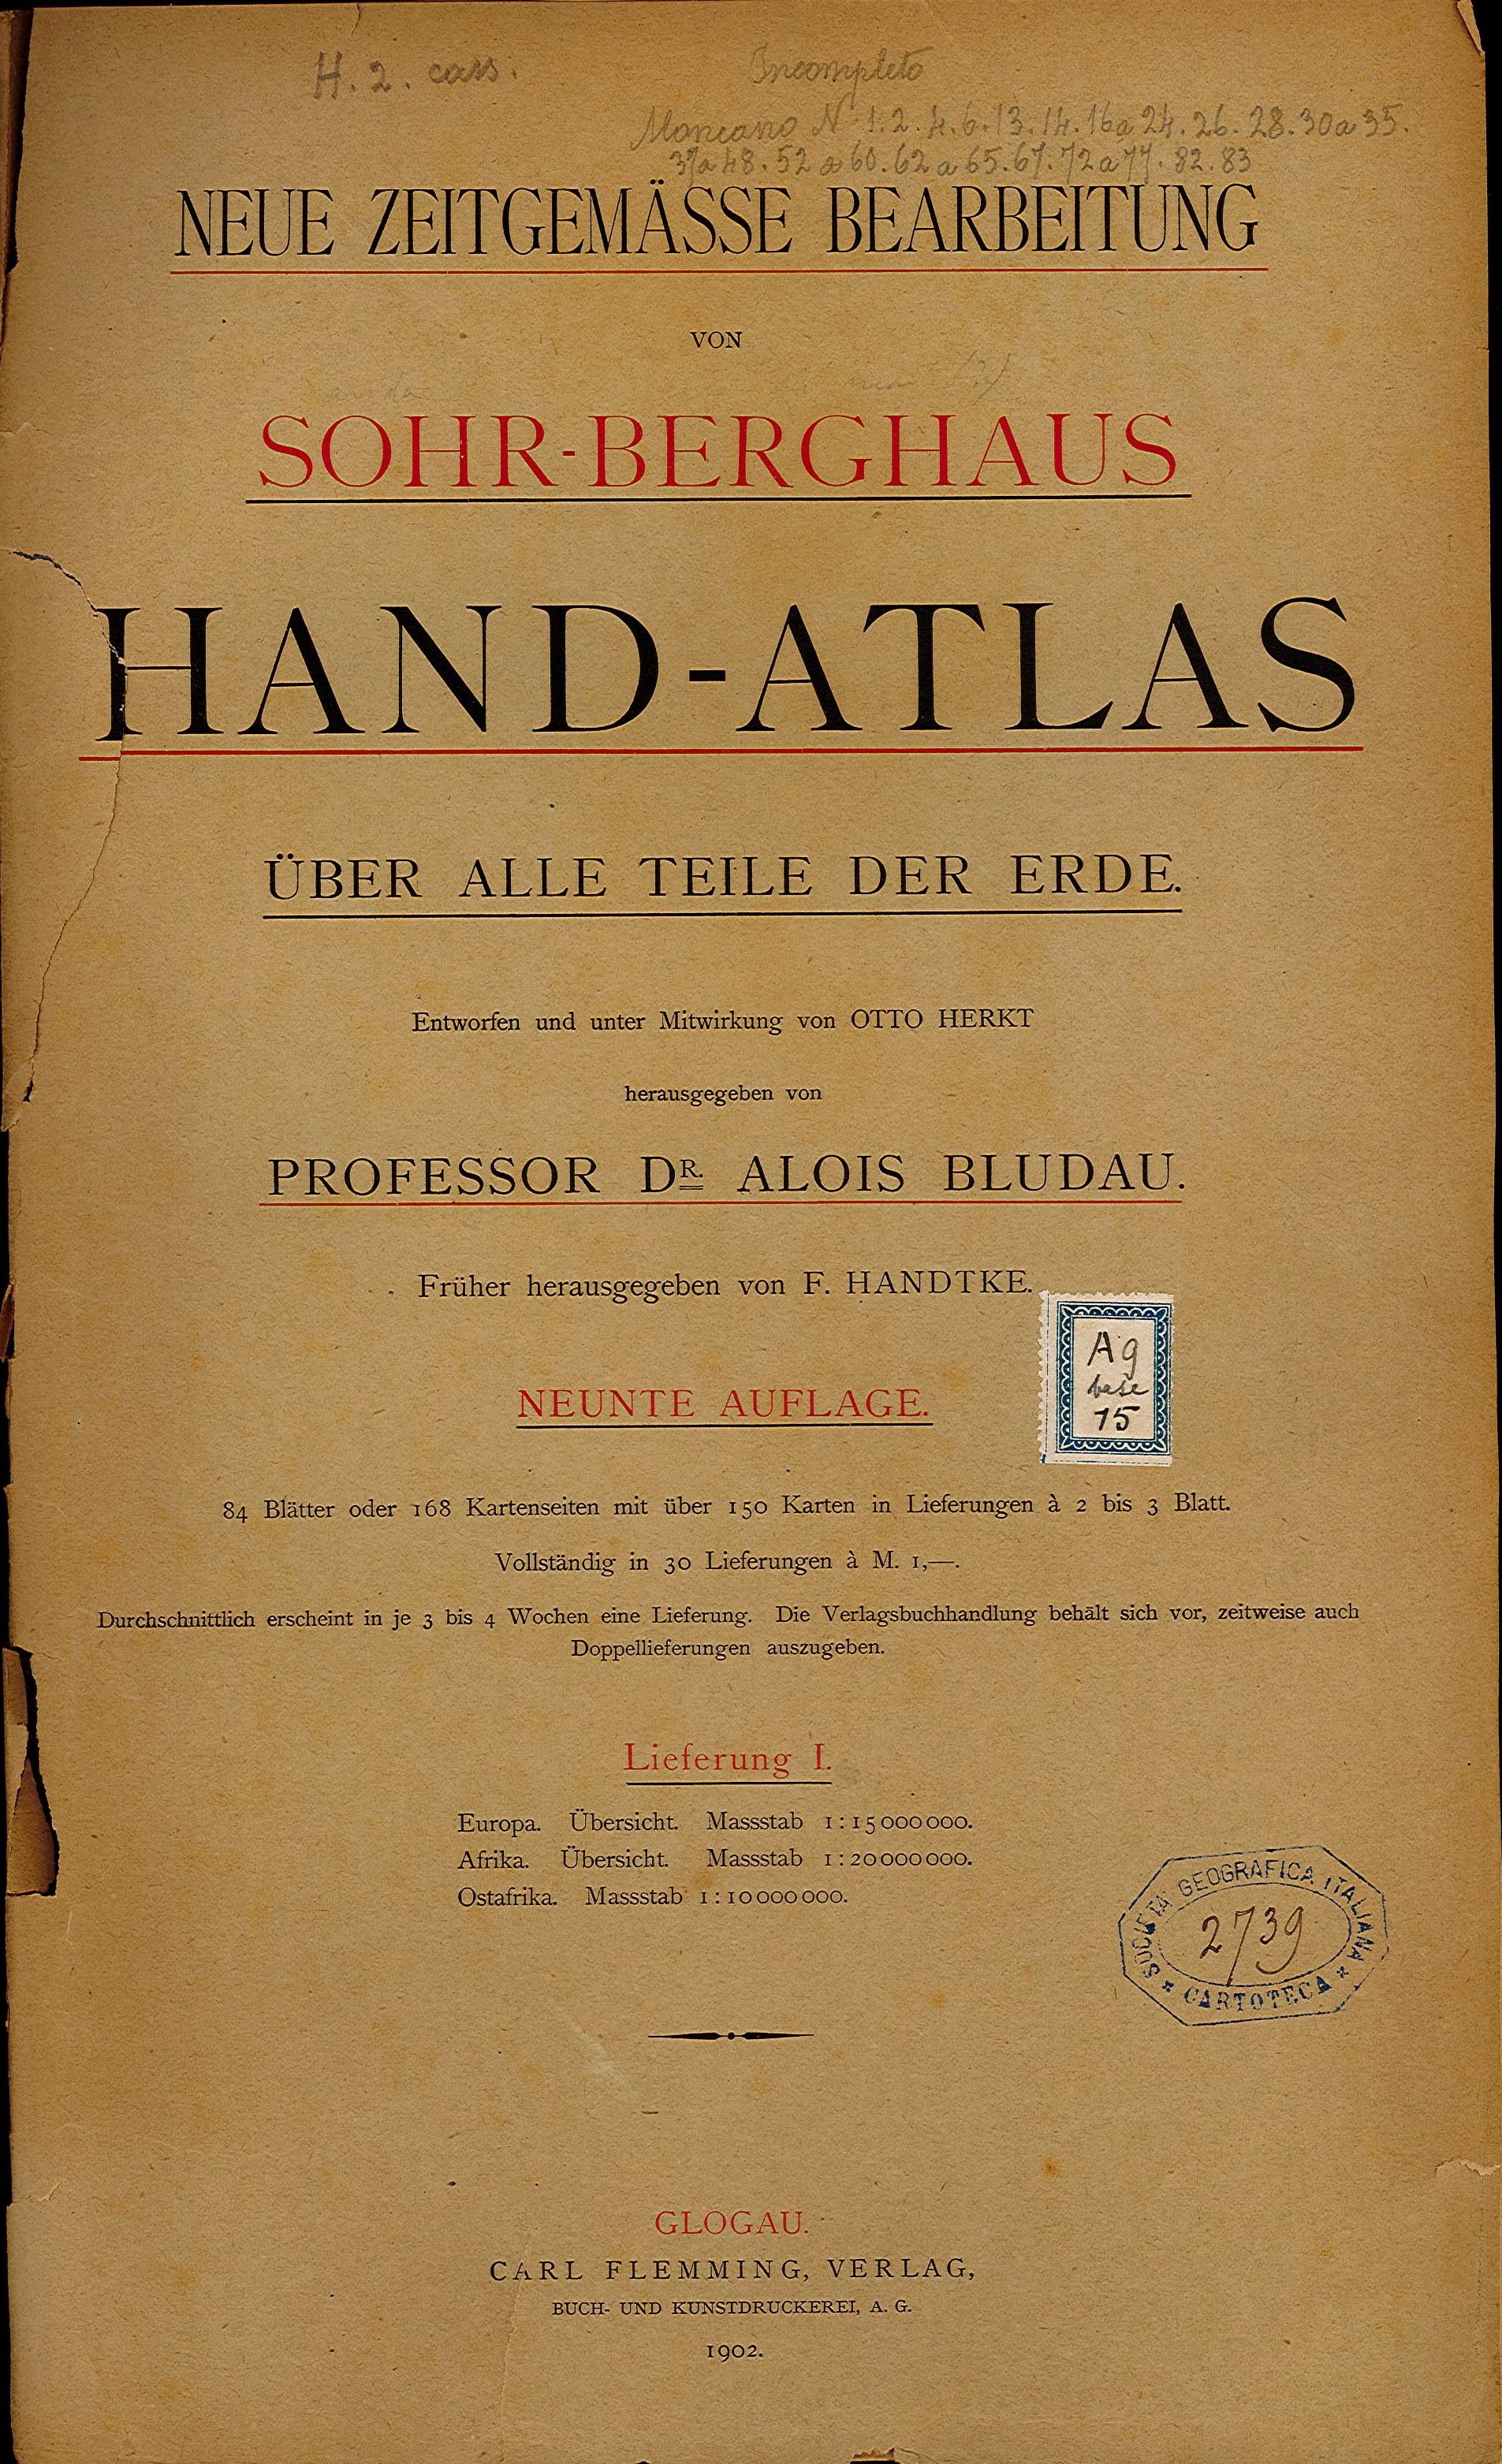 H. 2. cass.
Incompleto
Mancano N. 1. 2. 4. 6. 13. 14. 16 a 24. 26. 28. 30 a 35.
37 a 48. 52 a 60. 62 a 65. 67. 72 a 77. 82. 83
NEUE ZEITGEMÄSSE BEARBEITUNG
VON
SOHR-BERGHAUS
HAND-ATLAS
ÜBER ALLE TEILE DER ERDE.
Entworfen und unter Mitwirkung von OTTO HERKT
herausgegeben von
PROFESSOR DR. ALOIS BLUDAU.
Früher herausgegeben von F. HANDTKE.
Ag
base
15
NEUNTE AUFLAGE.
84 Blätter oder 168 Kartenseiten mit über 150 Karten in Lieferungen à 2 bis 3 Blatt.
Vollständig in 30 Lieferungen à M. 1,—.
Durchschnittlich erscheint in je 3 bis 4 Wochen eine Lieferung. Die Verlagsbuchhandlung behält sich vor, zeitweise auch
Doppellieferungen auszugeben.
Lieferung I.
Europa. Übersicht. Massstab 1:15000000.
Afrika. Übersicht. Massstab 1:20000000.
Ostafrika. Massstab 1:10000000.
SOCIETÀ GEOGRAFICA ITALIANA
2739
* CARTOTECA *
GLOGAU.
CARL FLEMMING, VERLAG,
BUCH- UND KUNSTDRUCKEREI, A. G.
1902.